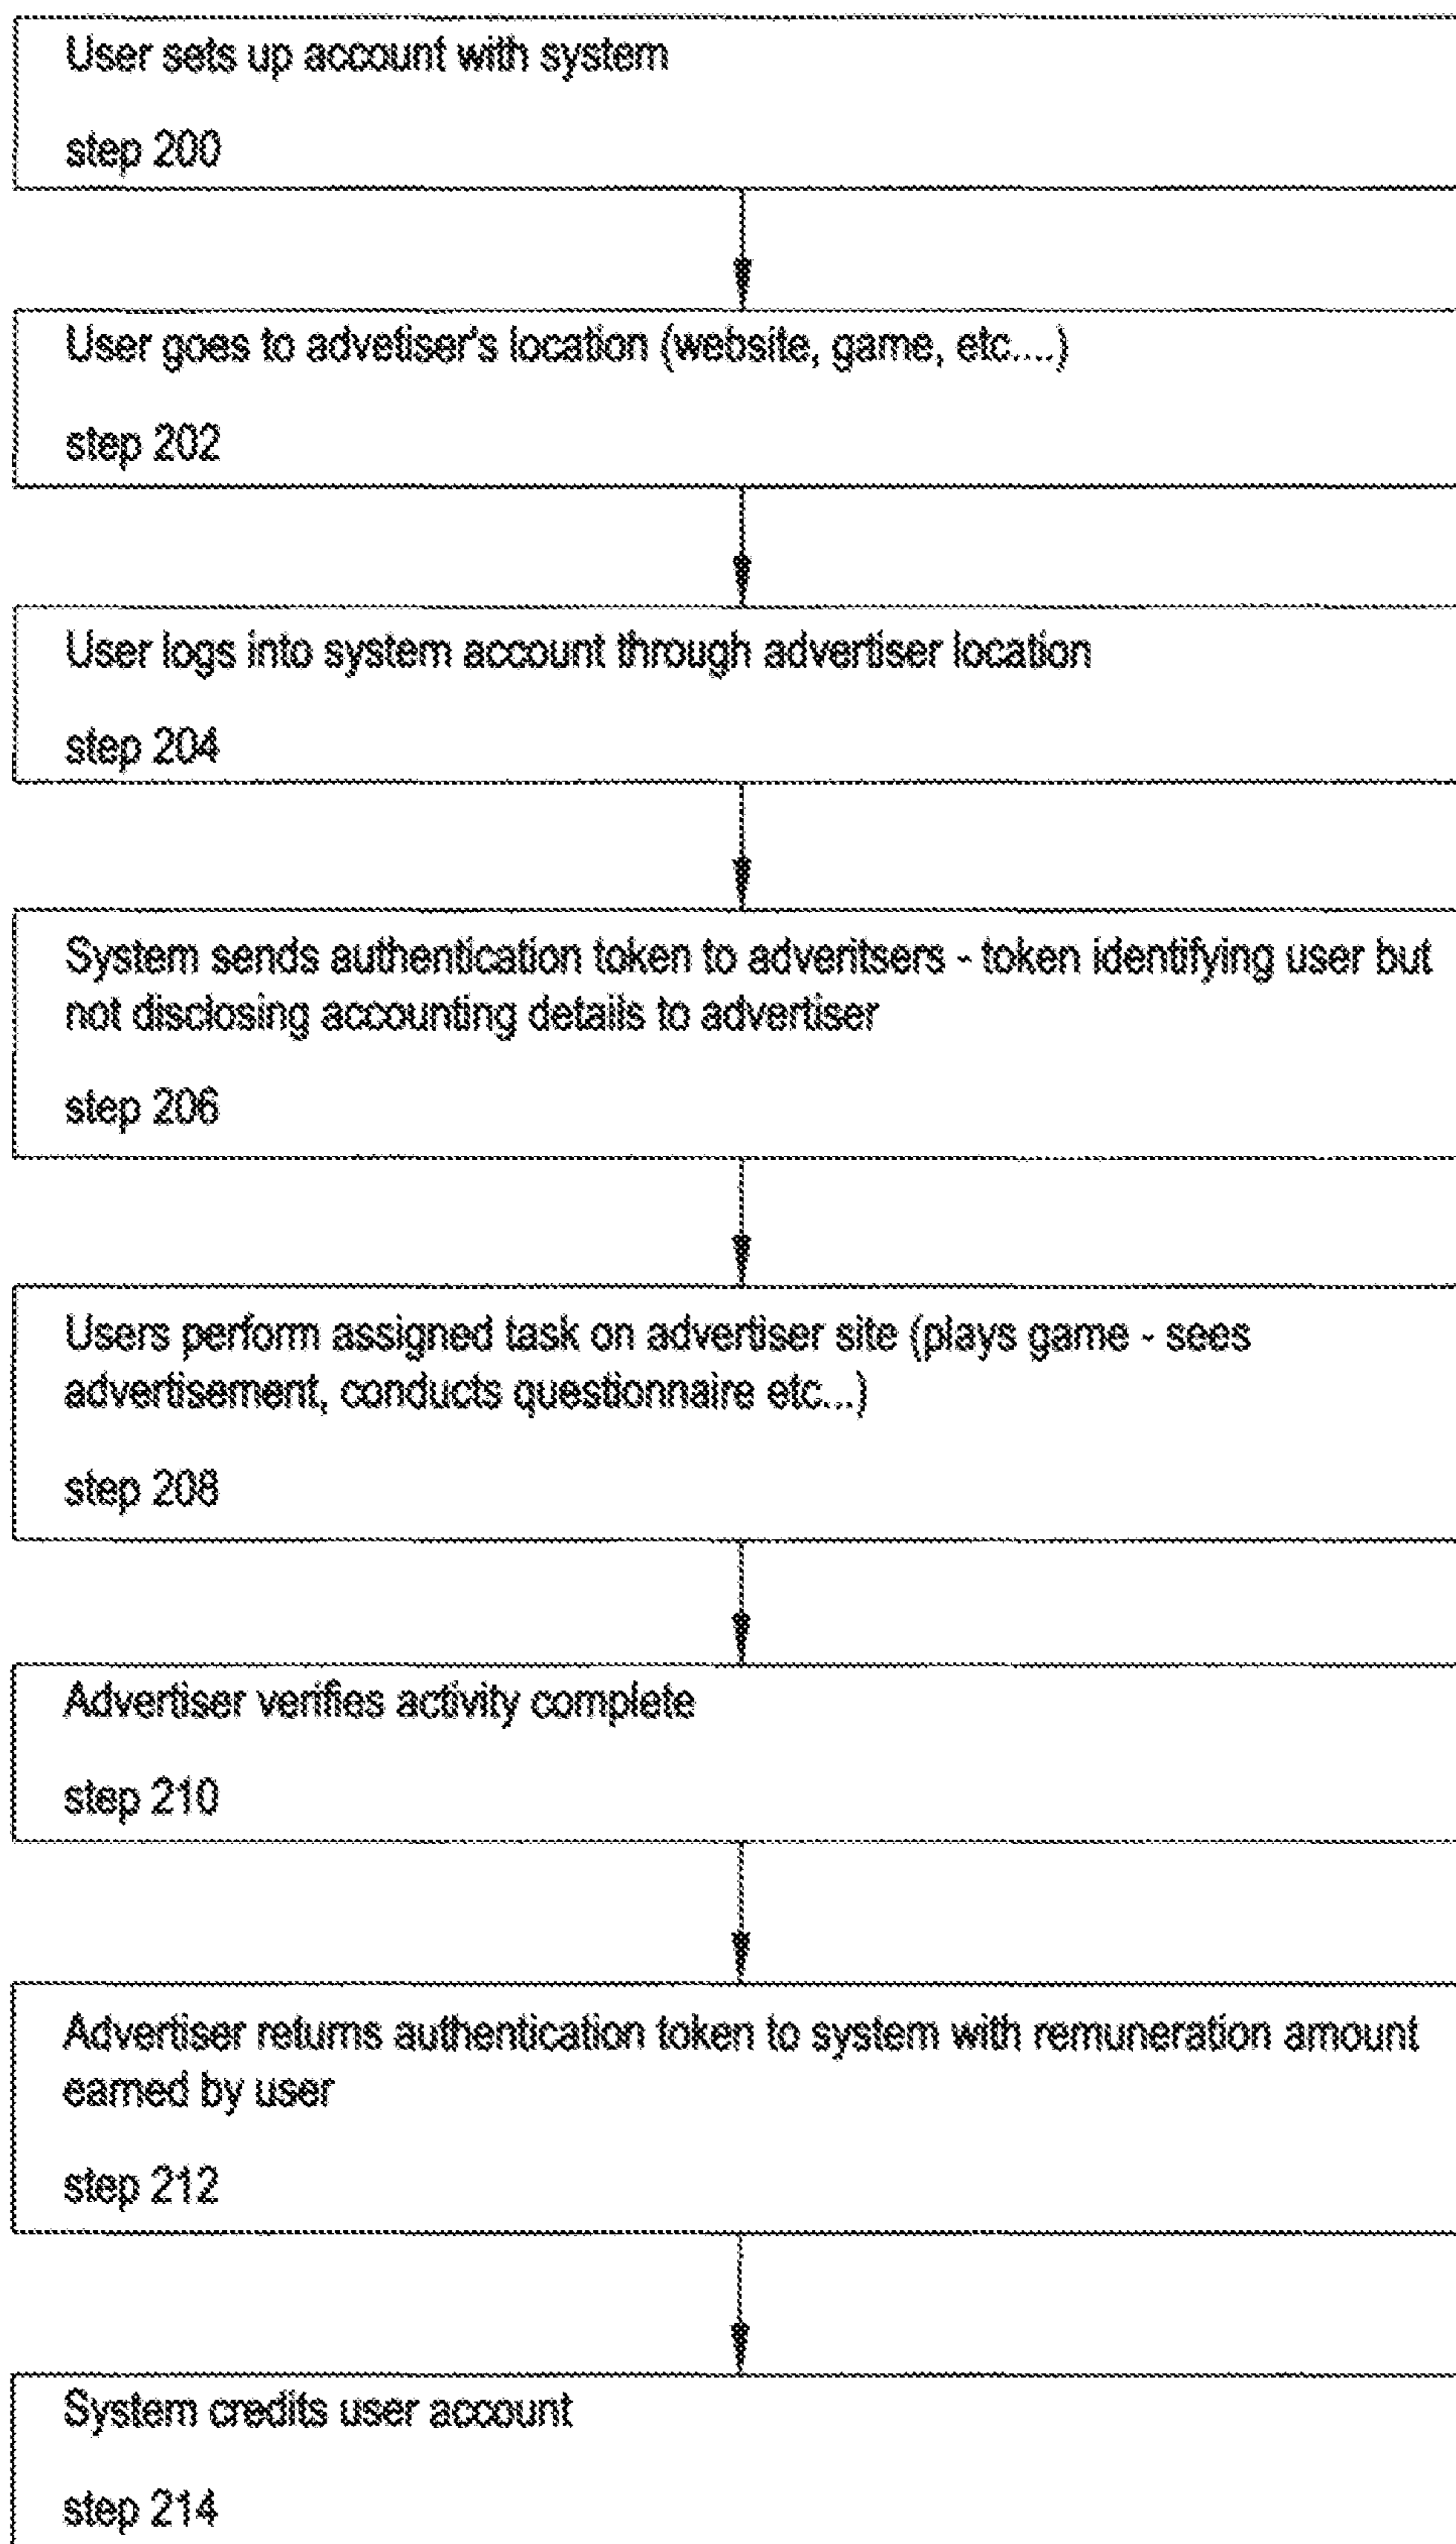 User sets up account with system
step 200
User goes to advetiser's location (website, game, etc....)
step 202
User logs into system account through advertiser location
step 204
System sends authentication token to adveritsers - token identifying user but
not disclosing accounting details to advertiser
step 206
Users perform assigned task on advertiser site (plays game - sees
advertisement, conducts questionnaire etc...)
step 208
Advertiser verifies activity complete
step 210
Advertiser returns authentication token to system with remuneration amount
earned by user
step 212
System credits user account
step 214